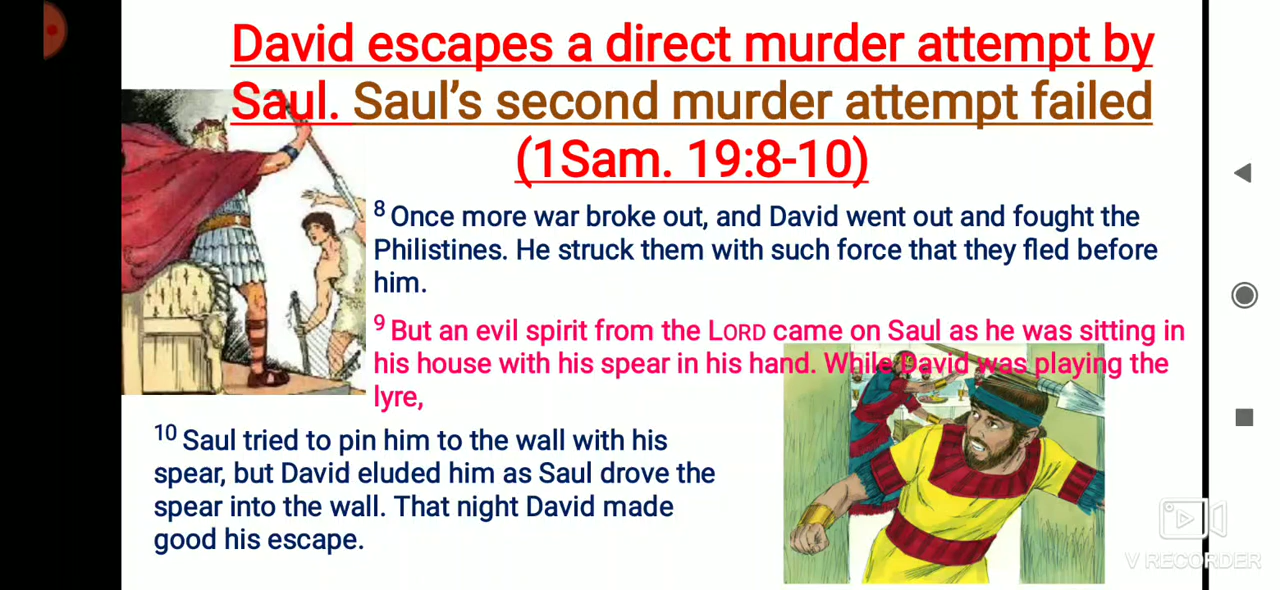 David escapes a direct murder attempt by
Saul. Saul’s second murder attempt failed
(1Sam. 19:8-10)
8 Once more war broke out, and David went out and fought the
Philistines. He struck them with such force that they fled before
him.
9 But an evil spirit from the LORD came on Saul as he was sitting in
his house with his spear in his hand. While David was playing the
lyre,
10 Saul tried to pin him to the wall with his
spear, but David eluded him as Saul drove the
spear into the wall. That night David made
good his escape.
V RECORDER